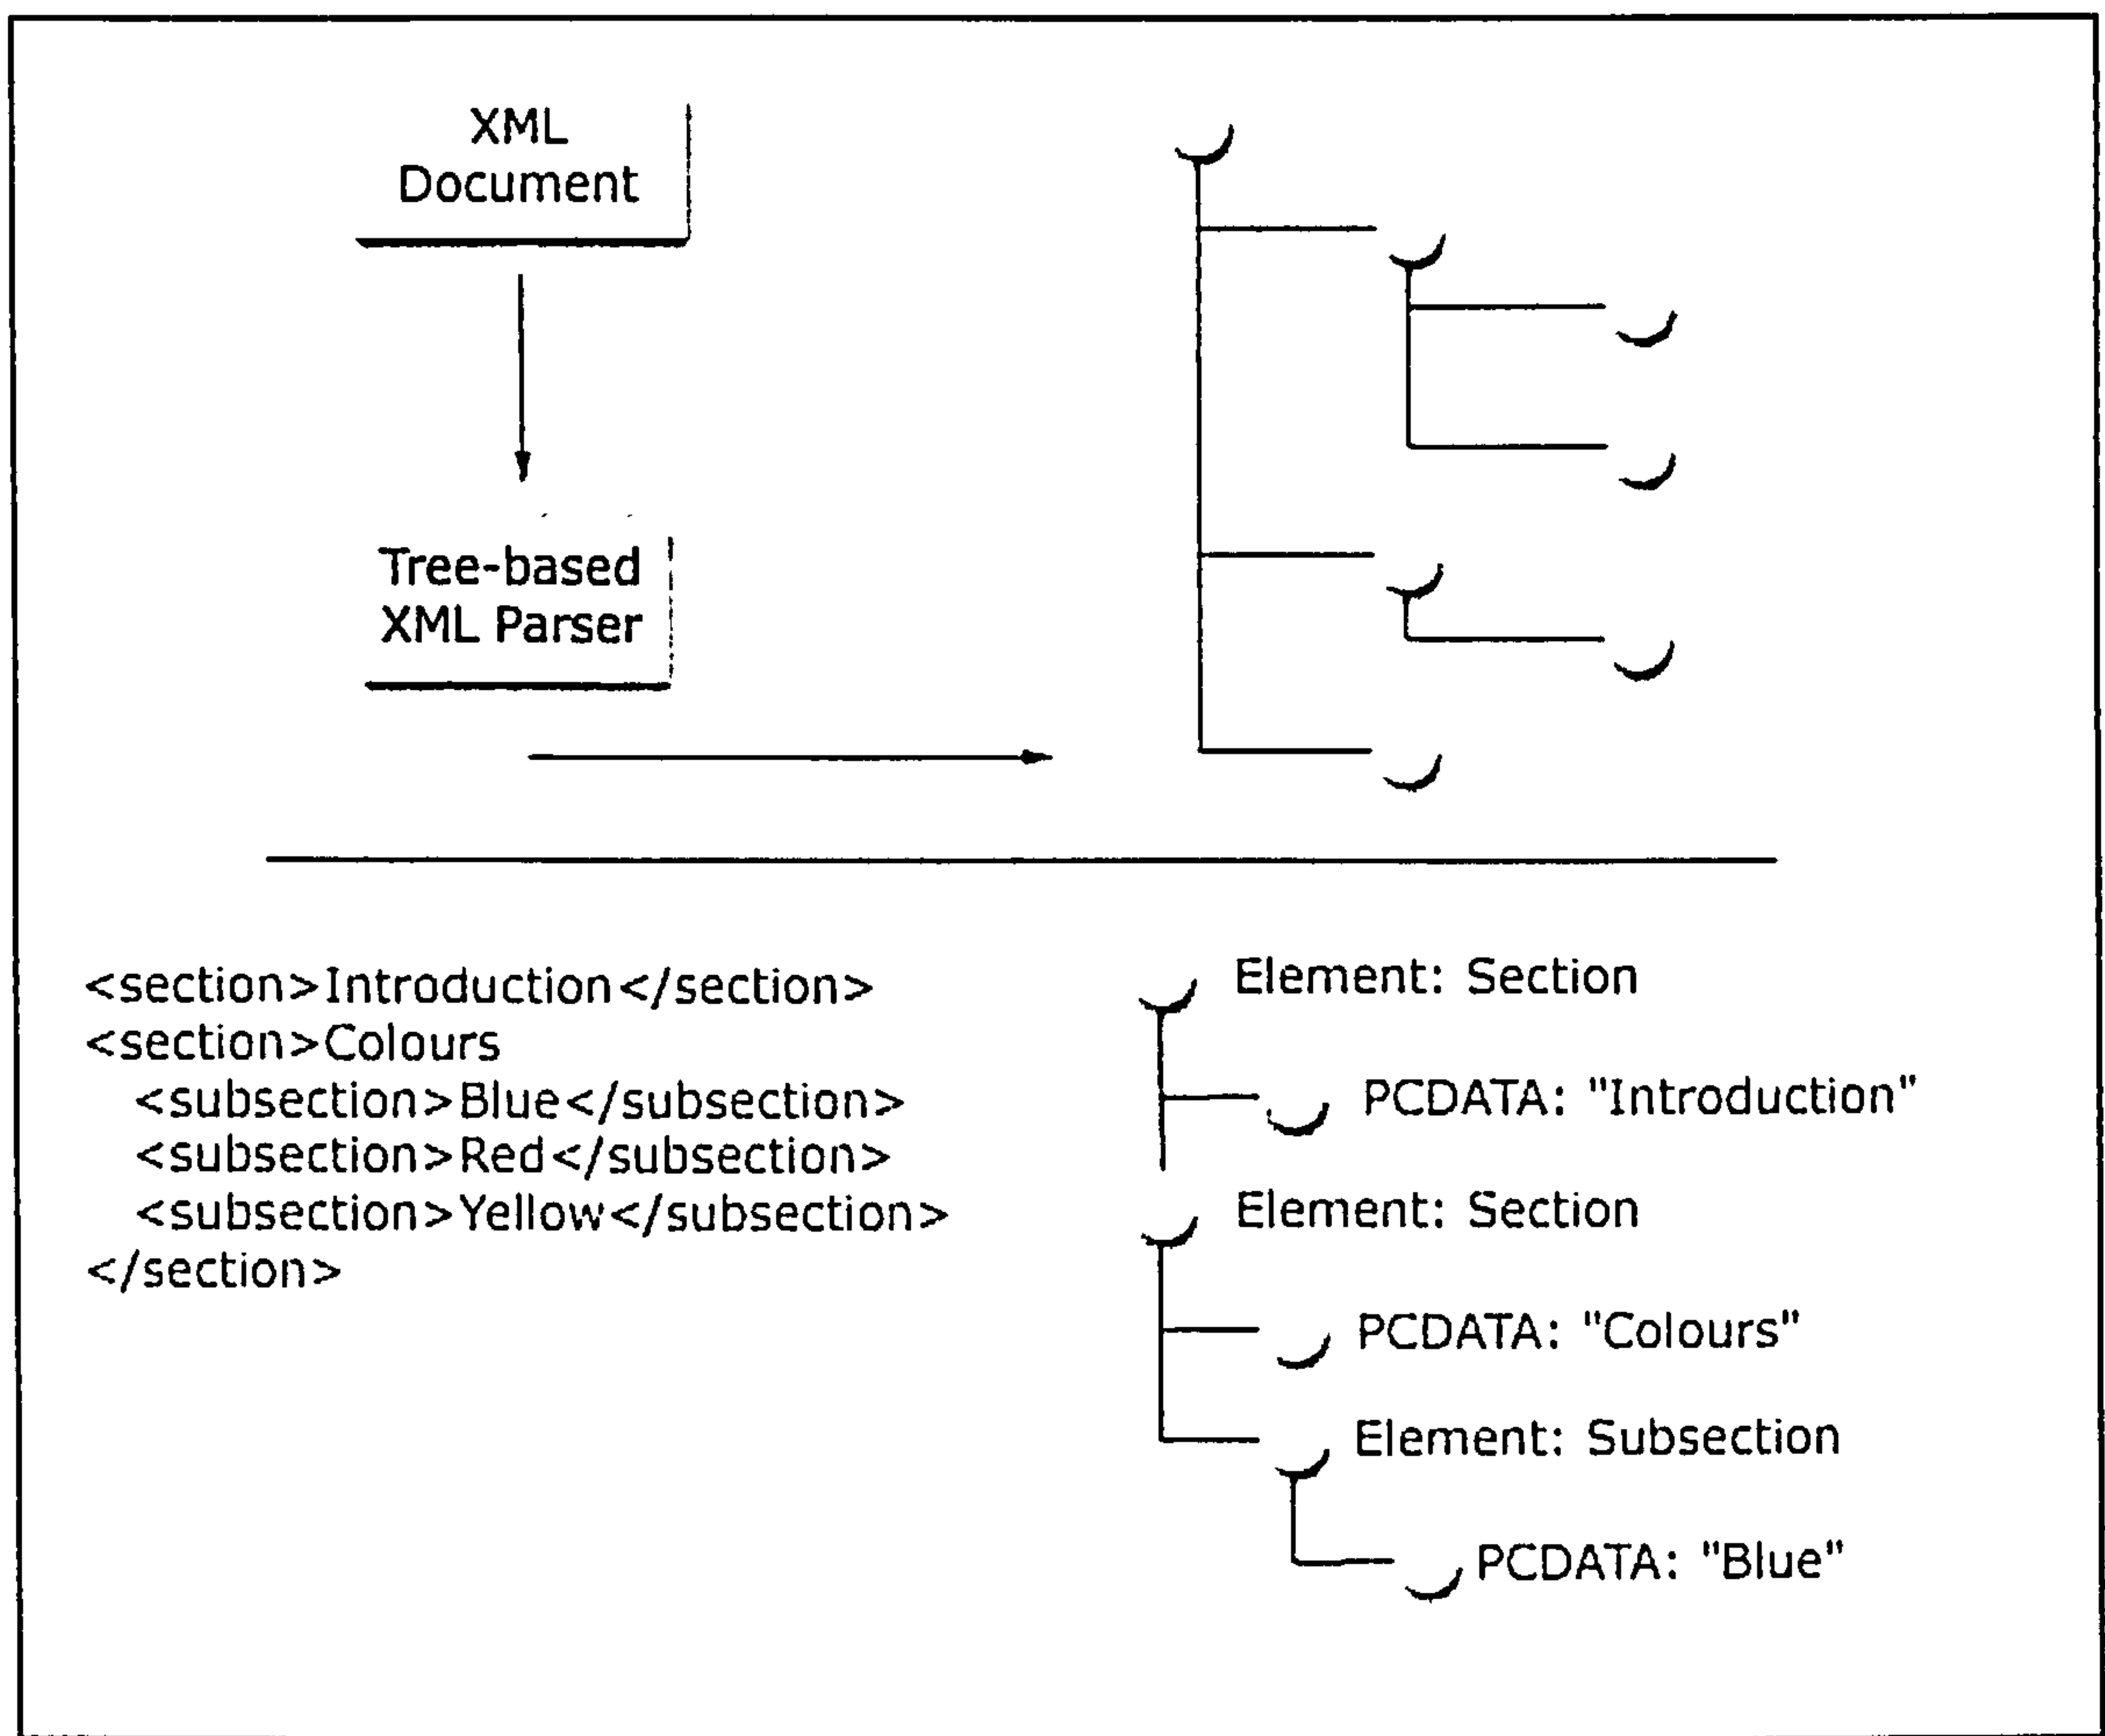 XML
Document
Tree-based
XML Parser
<section>Introduction</section>
<section>Colours
<subsection>Blue</subsection>
<subsection>Red</subsection>
<subsection>Yellow</subsection>
</section>
Element: Section
PCDATA: "Introduction"
Element: Section
PCDATA: "Colours"
Element: Subsection
PCDATA: "Blue"